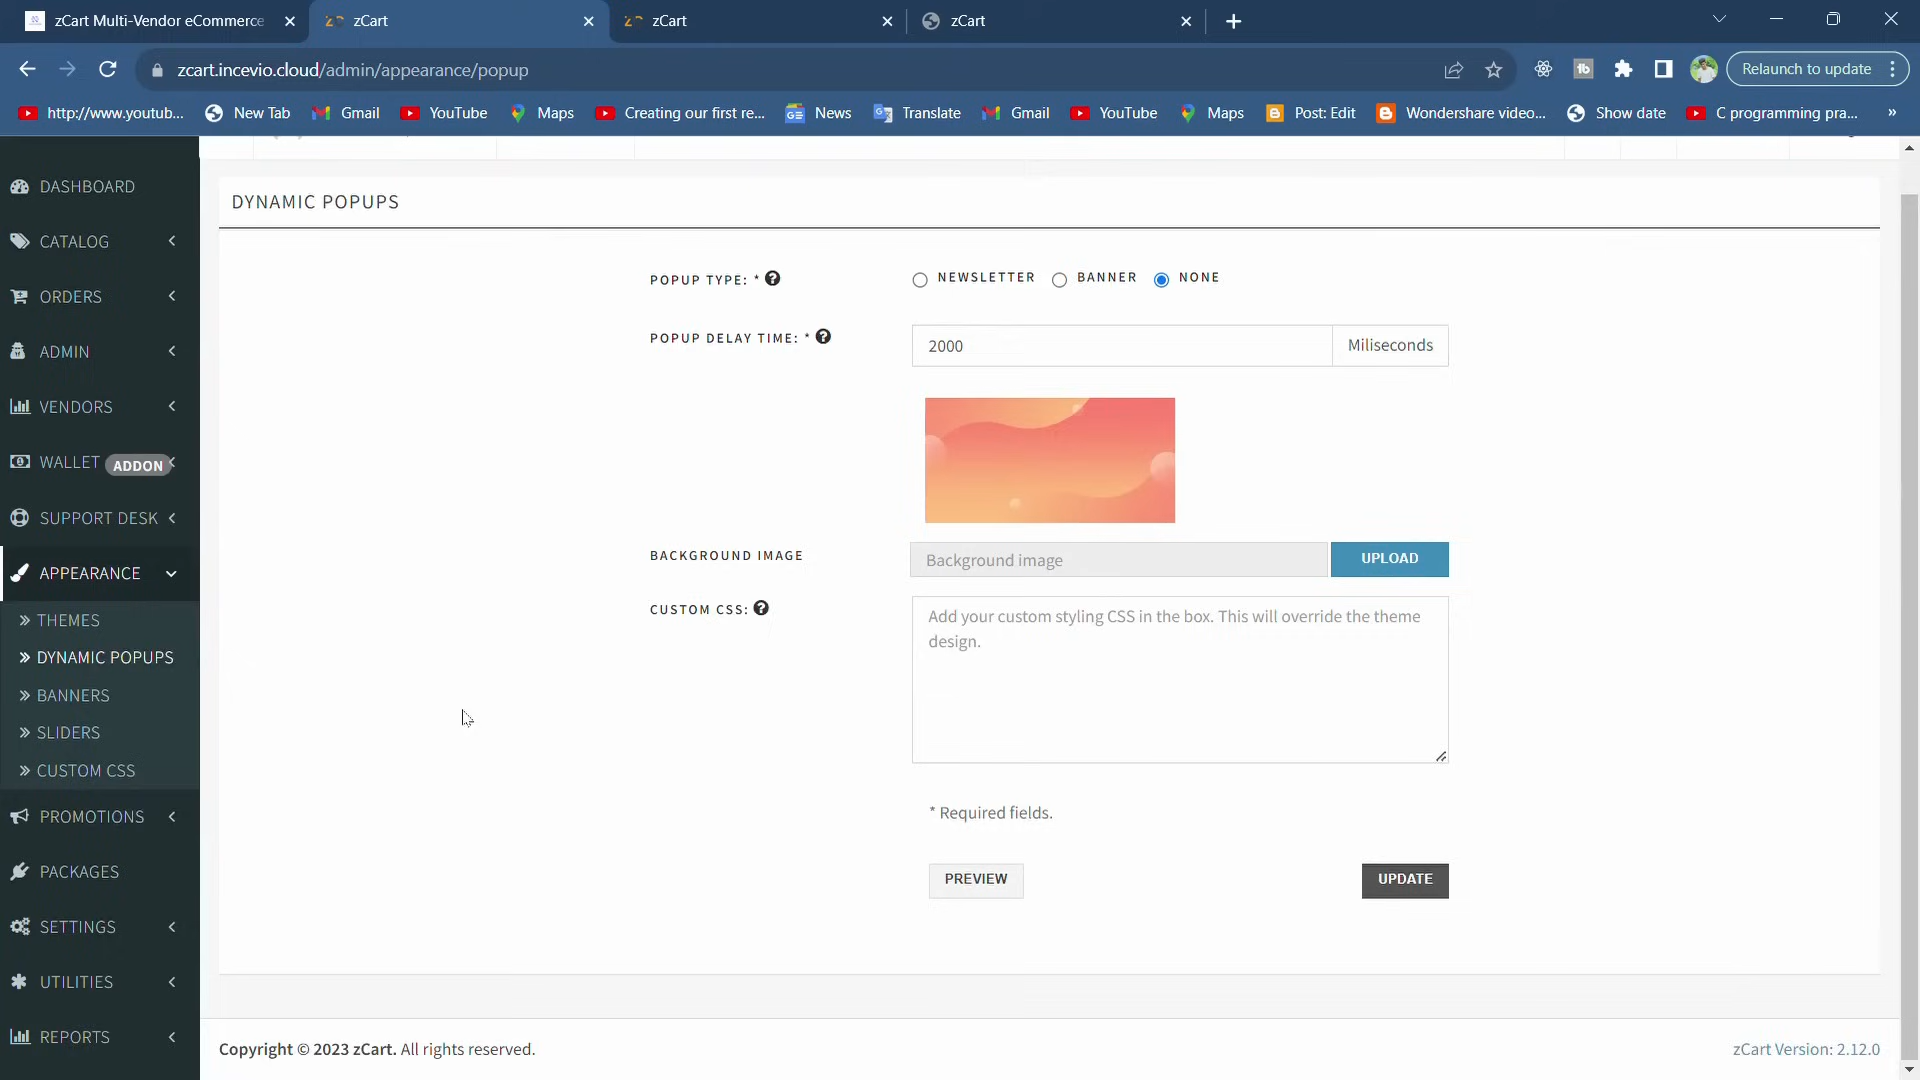 zCart Multi-Vendor eCommerce
zCart
zCart
zCart
zcart.incevio.cloud/admin/appearance/popup
Relaunch to update
http://www.youtub...
New Tab
Gmail
YouTube
Maps
Creating our first re...
News
Translate
Gmail
YouTube
Maps
Post: Edit
Wondershare video...
Show date
C programming pra...
»
DASHBOARD
CATALOG
ORDERS
ADMIN
VENDORS
WALLET ADDON
SUPPORT DESK
APPEARANCE
» THEMES
» DYNAMIC POPUPS
» BANNERS
» SLIDERS
» CUSTOM CSS
PROMOTIONS
PACKAGES
SETTINGS
UTILITIES
REPORTS
DYNAMIC POPUPS
POPUP TYPE: * NEWSLETTER BANNER NONE
POPUP DELAY TIME: * 2000 Miliseconds
BACKGROUND IMAGE Background image UPLOAD
CUSTOM CSS: Add your custom styling CSS in the box. This will override the theme
design.
* Required fields.
PREVIEW UPDATE
Copyright © 2023 zCart. All rights reserved.
zCart Version: 2.12.0